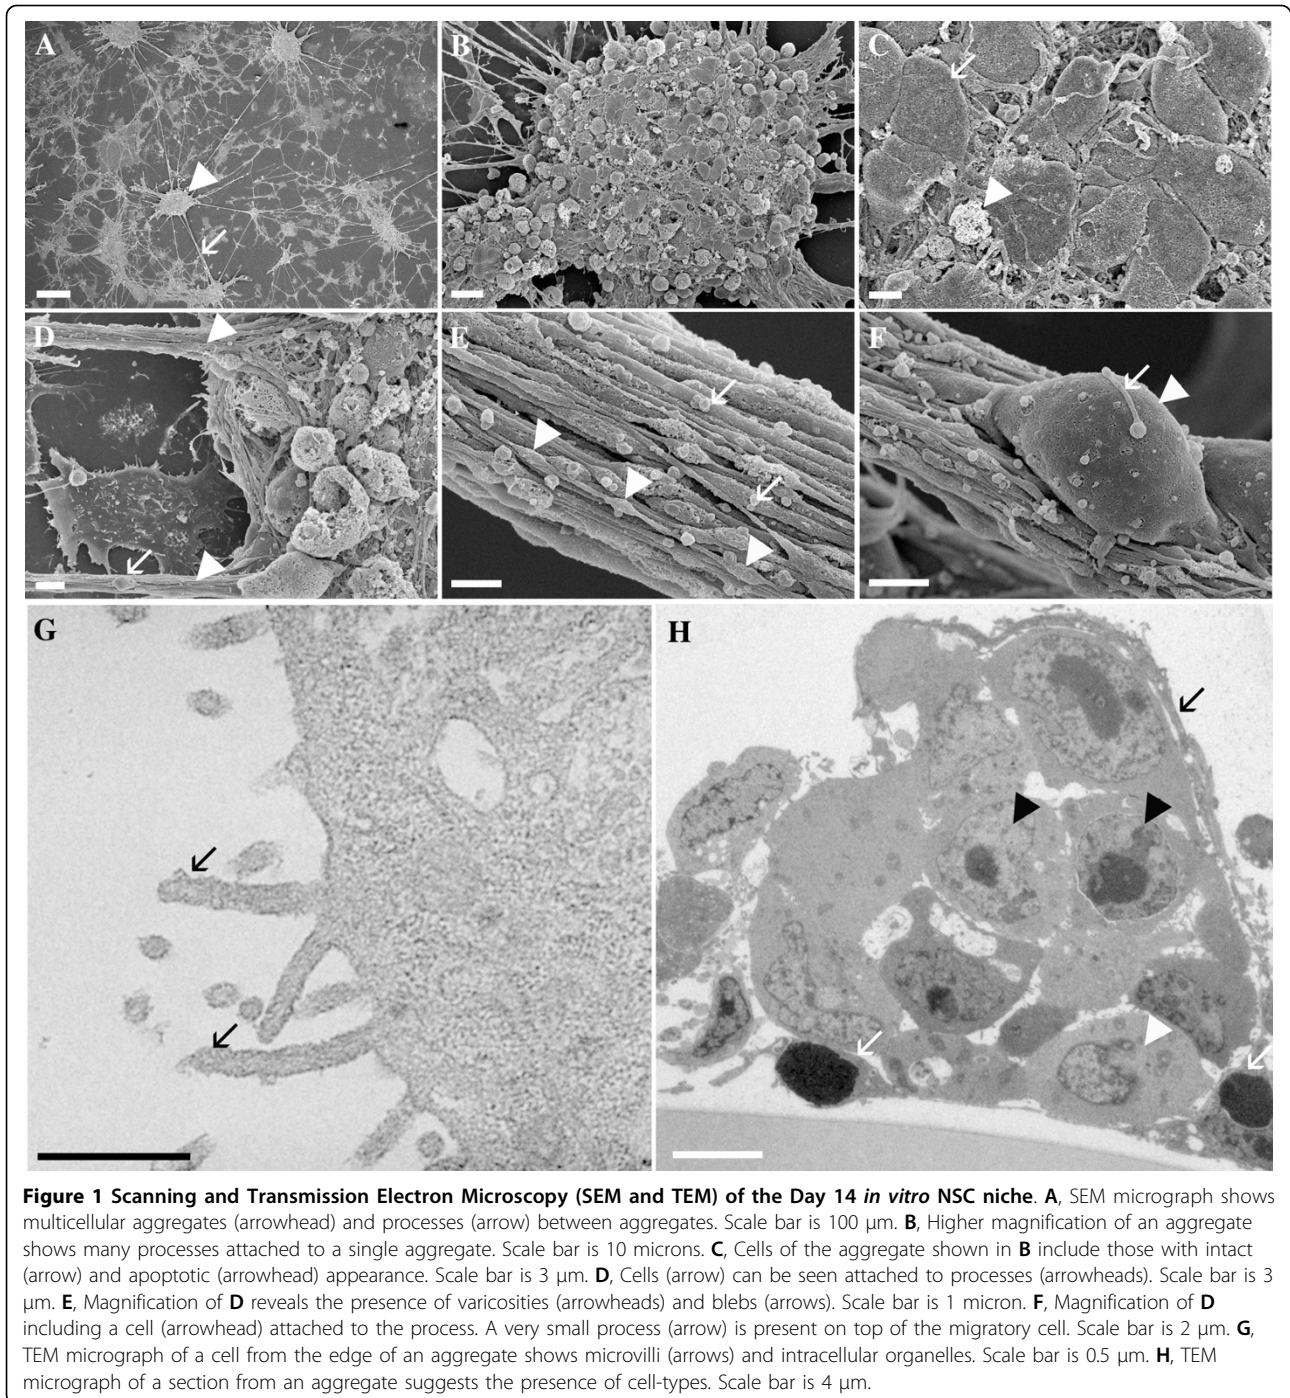 A
B
C
D
E
F
G
H
Figure 1 Scanning and Transmission Electron Microscopy (SEM and TEM) of the Day 14 in vitro NSC niche. A, SEM micrograph shows
multicellular aggregates (arrowhead) and processes (arrow) between aggregates. Scale bar is 100 μm. B, Higher magnification of an aggregate
shows many processes attached to a single aggregate. Scale bar is 10 microns. C, Cells of the aggregate shown in B include those with intact
(arrow) and apoptotic (arrowhead) appearance. Scale bar is 3 μm. D, Cells (arrow) can be seen attached to processes (arrowheads). Scale bar is 3
μm. E, Magnification of D reveals the presence of varicosities (arrowheads) and blebs (arrows). Scale bar is 1 micron. F, Magnification of D
including a cell (arrowhead) attached to the process. A very small process (arrow) is present on top of the migratory cell. Scale bar is 2 μm. G,
TEM micrograph of a cell from the edge of an aggregate shows microvilli (arrows) and intracellular organelles. Scale bar is 0.5 μm. H, TEM
micrograph of a section from an aggregate suggests the presence of cell-types. Scale bar is 4 μm.